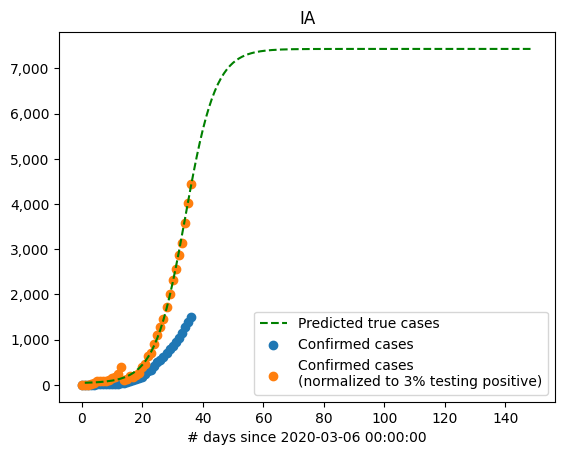 IA
7,000
6,000
5,000
4,000
3,000
2,000
1,000
0
0 20 40 60 80 100 120 140
# days since 2020-03-06 00:00:00
Predicted true cases
Confirmed cases
Confirmed cases
(normalized to 3% testing positive)